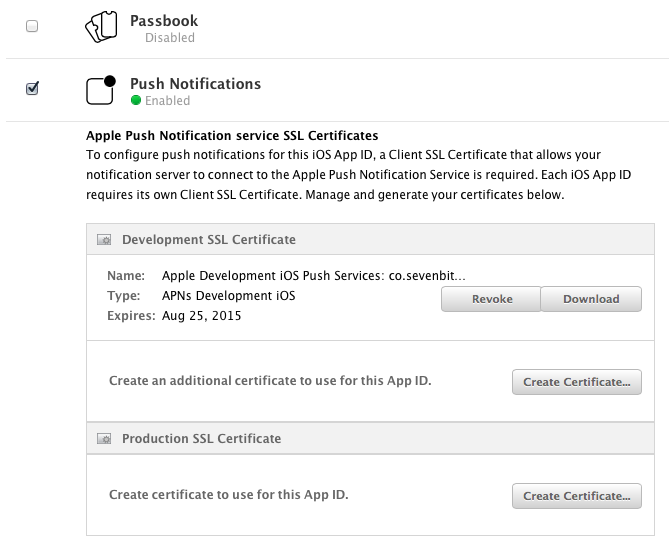 Passbook
Disabled
Push Notifications
Enabled
Apple Push Notification service SSL Certificates
To configure push notifications for this iOS App ID, a Client SSL Certificate that allows your
notification server to connect to the Apple Push Notification Service is required. Each iOS App ID
requires its own Client SSL Certificate. Manage and generate your certificates below.
Development SSL Certificate
Name: Apple Development iOS Push Services: co.sevenbit...
Type: APNs Development iOS
Revoke Download
Expires: Aug 25, 2015
Create an additional certificate to use for this App ID. Create Certificate...
Production SSL Certificate
Create certificate to use for this App ID. Create Certificate...